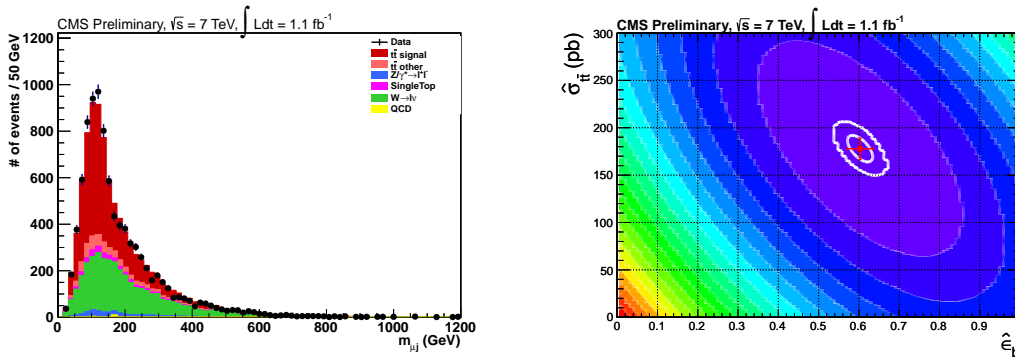 CMS Preliminary, √s = 7 TeV, ∫ Ldt = 1.1 fb⁻¹
# of events / 50 GeV
1200
1000
800
600
400
200
0
Data
tt̄ signal
tt̄ other
Z/γ*→l⁺l⁻
SingleTop
W→lν
QCD
0 200 400 600 800 1000 1200
m_μj (GeV)
CMS Preliminary, √s = 7 TeV, ∫ Ldt = 1.1 fb⁻¹
σ̂_tt̄ (pb)
300
250
200
150
100
50
0
0.0 0.1 0.2 0.3 0.4 0.5 0.6 0.7 0.8 0.9
ε̂_b